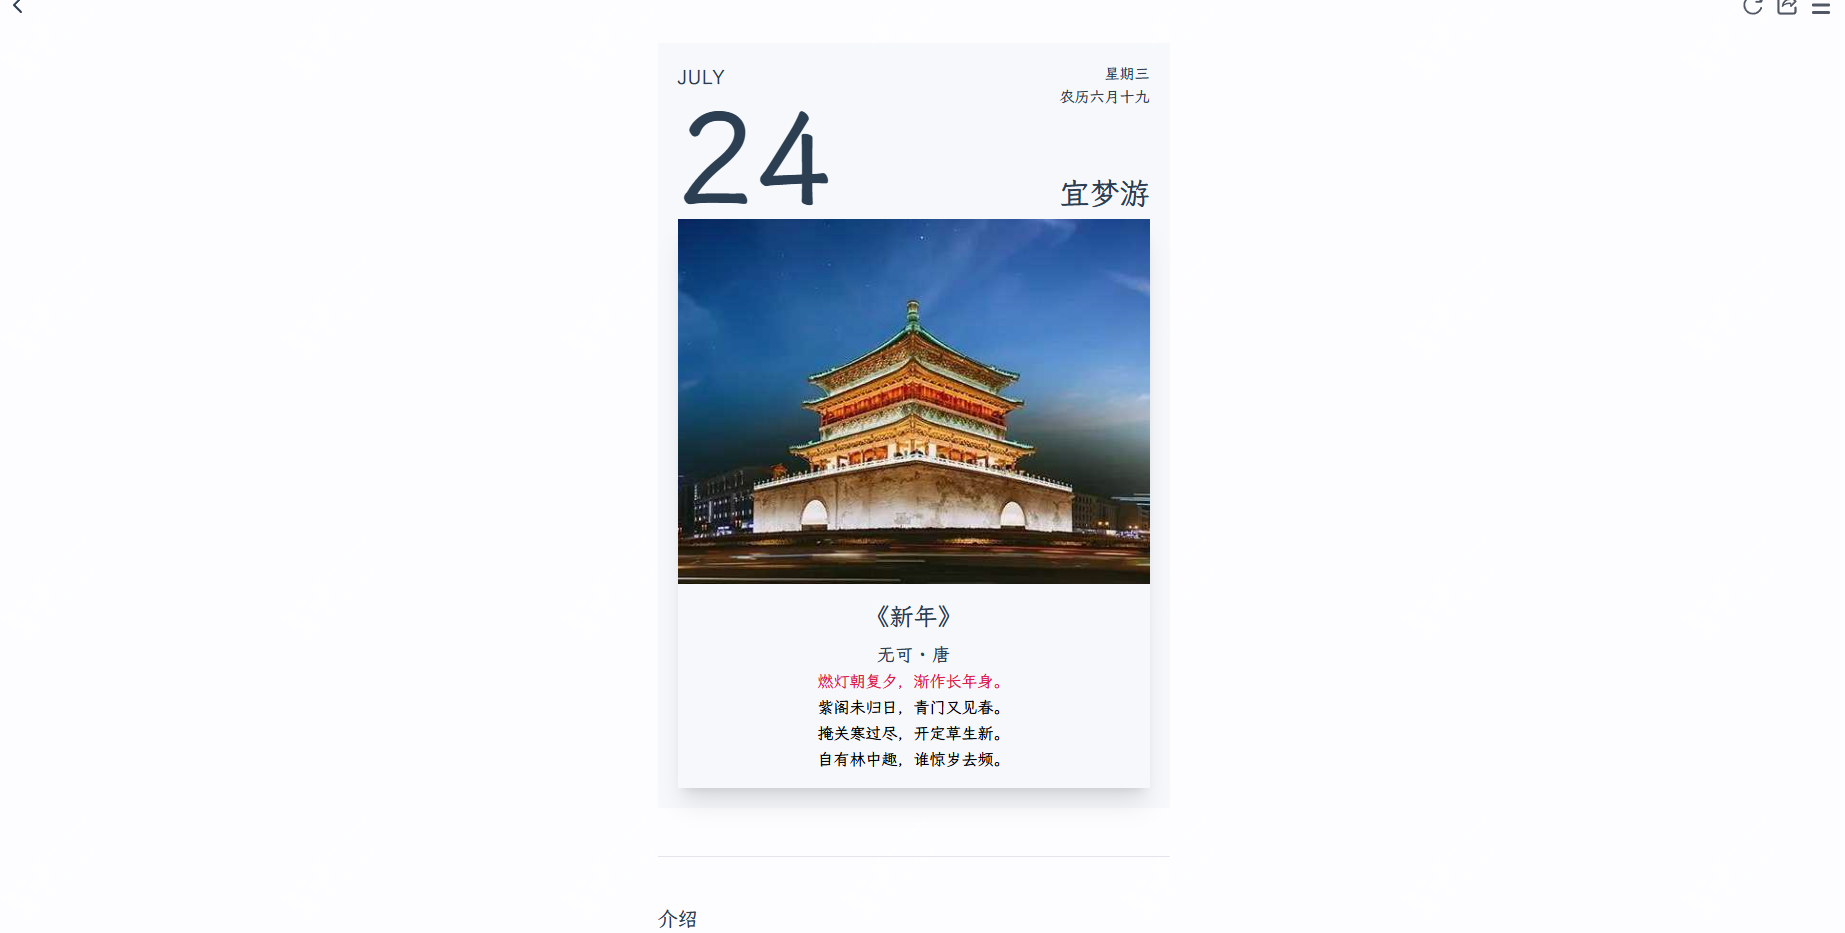 JULY
星期三
农历六月十九
24
宜梦游
《新年》
无可·唐
燃灯朝复夕，渐作长年身。
紫阁未归日，青门又见春。
掩关寒过尽，开定草生新。
自有林中趣，谁惊岁去频。
介绍